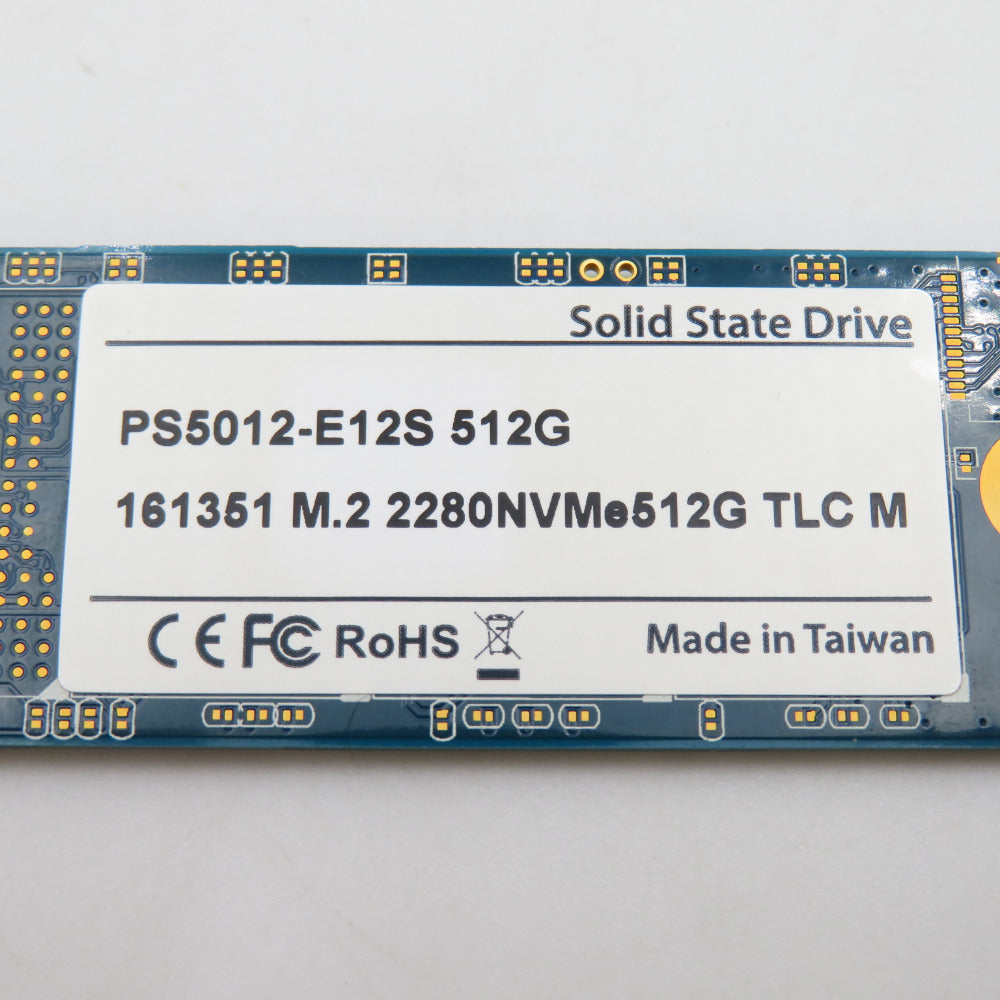 Solid State Drive
PS5012-E12S 512G
161351 M.2 2280NVMe512G TLC M
CE FC RoHS Made in Taiwan